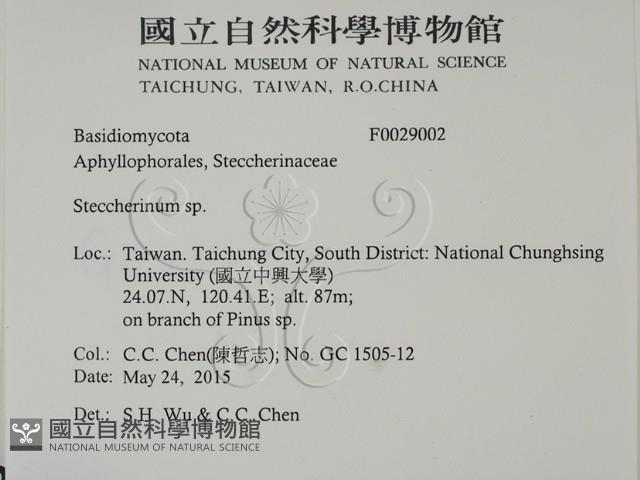 國立自然科學博物館
NATIONAL MUSEUM OF NATURAL SCIENCE
TAICHUNG, TAIWAN, R.O.CHINA
Basidiomycota F0029002
Aphyllophorales, Steccherinaceae
Steccherinum sp.
Loc.: Taiwan. Taichung City, South District: National Chunghsing
University (國立中興大學)
24.07.N, 120.41.E; alt. 87m;
on branch of Pinus sp.
Col.: C.C. Chen(陳哲志); No. GC 1505-12
Date: May 24, 2015
Det.: S.H. Wu & C.C. Chen
國立自然科學博物館
NATIONAL MUSEUM OF NATURAL SCIENCE